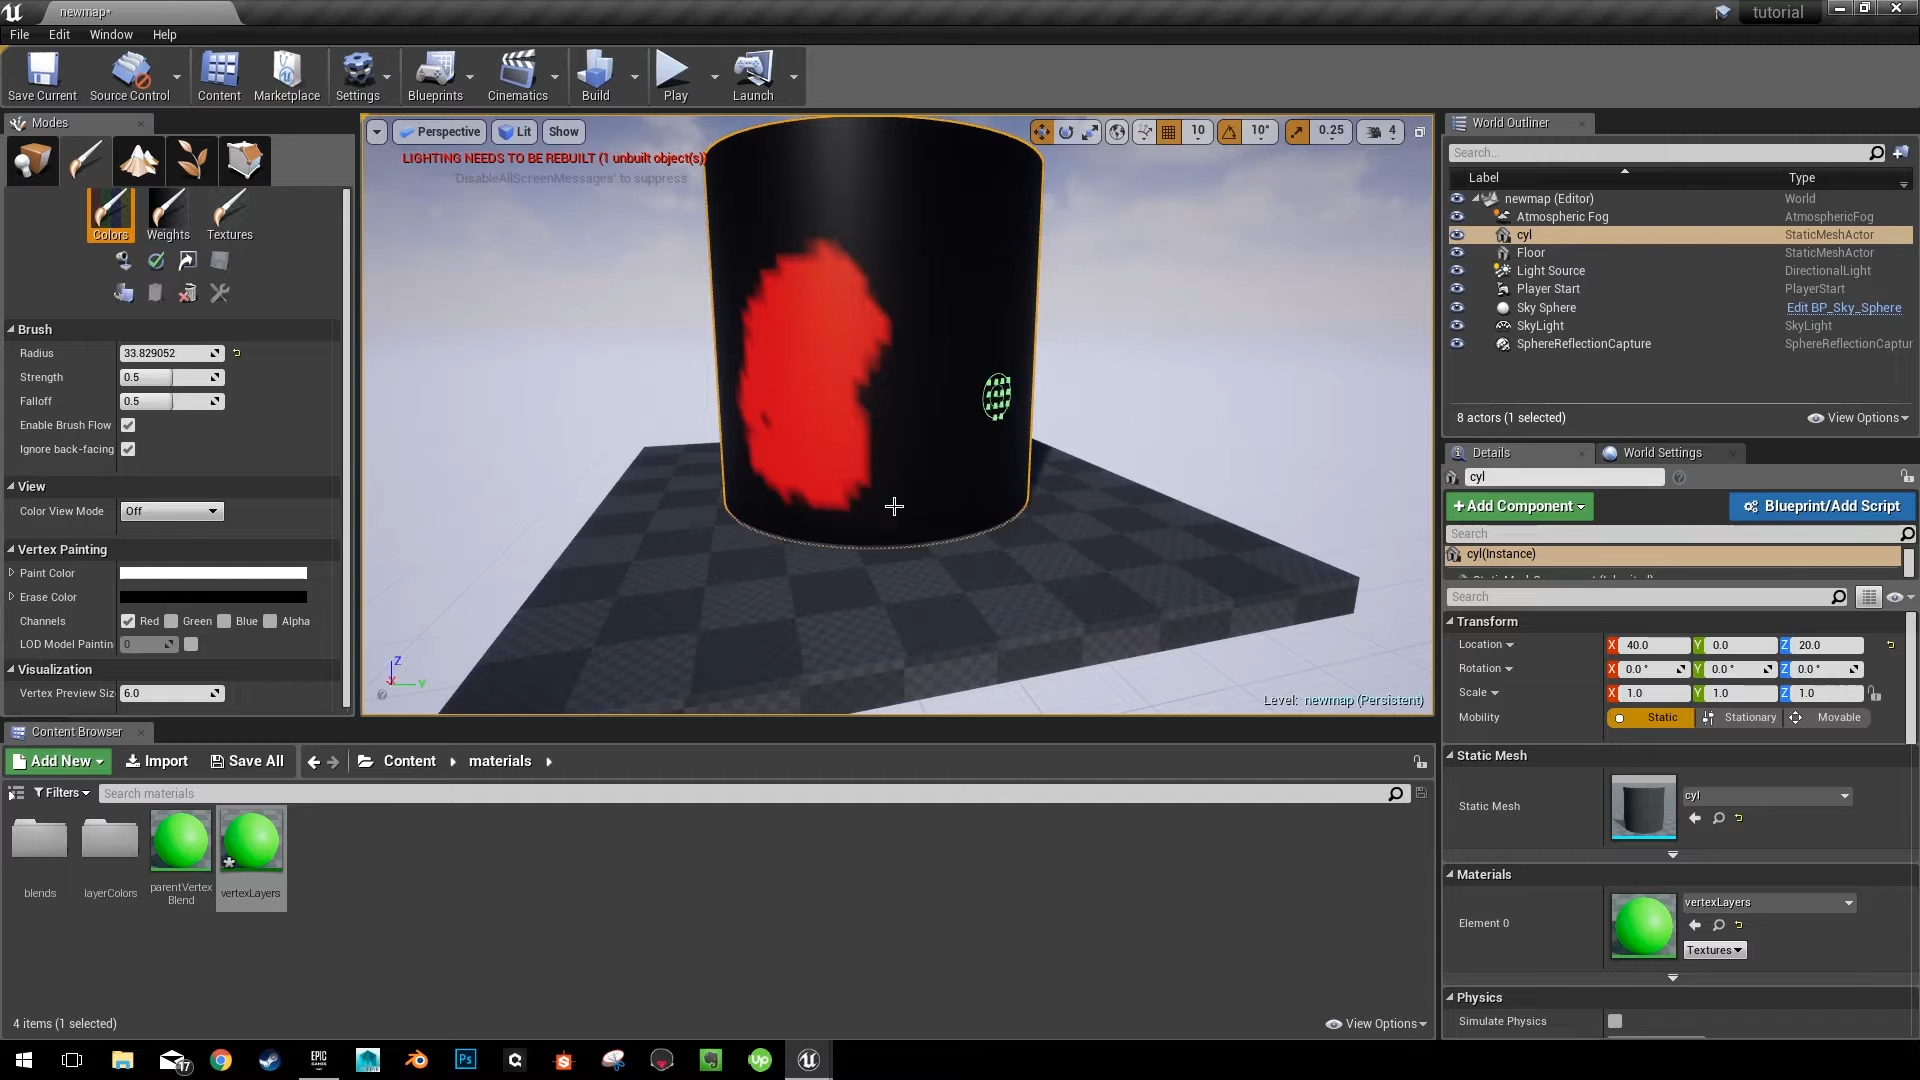 newmap*
tutorial
File Edit Window Help
Save Current Source Control Content Marketplace Settings Blueprints Cinematics Build Play Launch
Modes
Colors Weights Textures
Brush
Radius 33.829052
Strength 0.5
Falloff 0.5
Enable Brush Flow
Ignore back-facing
View
Color View Mode Off
Vertex Painting
Paint Color
Erase Color
Channels Red Green Blue Alpha
LOD Model Paintin 0
Visualization
Vertex Preview Siz 6.0
Perspective Lit Show 10 10° 0.25 4
LIGHTING NEEDS TO BE REBUILT (1 unbuilt object(s))
'DisableAllScreenMessages' to suppress
Z
X Y
Level: newmap (Persistent)
World Outliner
Search...
Label Type
newmap (Editor) World
Atmospheric Fog AtmosphericFog
cyl StaticMeshActor
Floor StaticMeshActor
Light Source DirectionalLight
Player Start PlayerStart
Sky Sphere Edit BP_Sky_Sphere
SkyLight SkyLight
SphereReflectionCapture SphereReflectionCaptur
8 actors (1 selected) View Options
Details World Settings
cyl
+Add Component Blueprint/Add Script
Search
cyl(Instance)
Search
Transform
Location X 40.0 Y 0.0 Z 20.0
Rotation X 0.0 ° Y 0.0 ° Z 0.0 °
Scale X 1.0 Y 1.0 Z 1.0
Mobility Static Stationary Movable
Static Mesh
Static Mesh cyl
Materials
Element 0 vertexLayers
Textures
Physics
Simulate Physics
Content Browser
Add New Import Save All Content materials
Filters Search materials
blends layerColors parentVertex Blend vertexLayers
4 items (1 selected) View Options
17 EPIC GAMES Ps Up